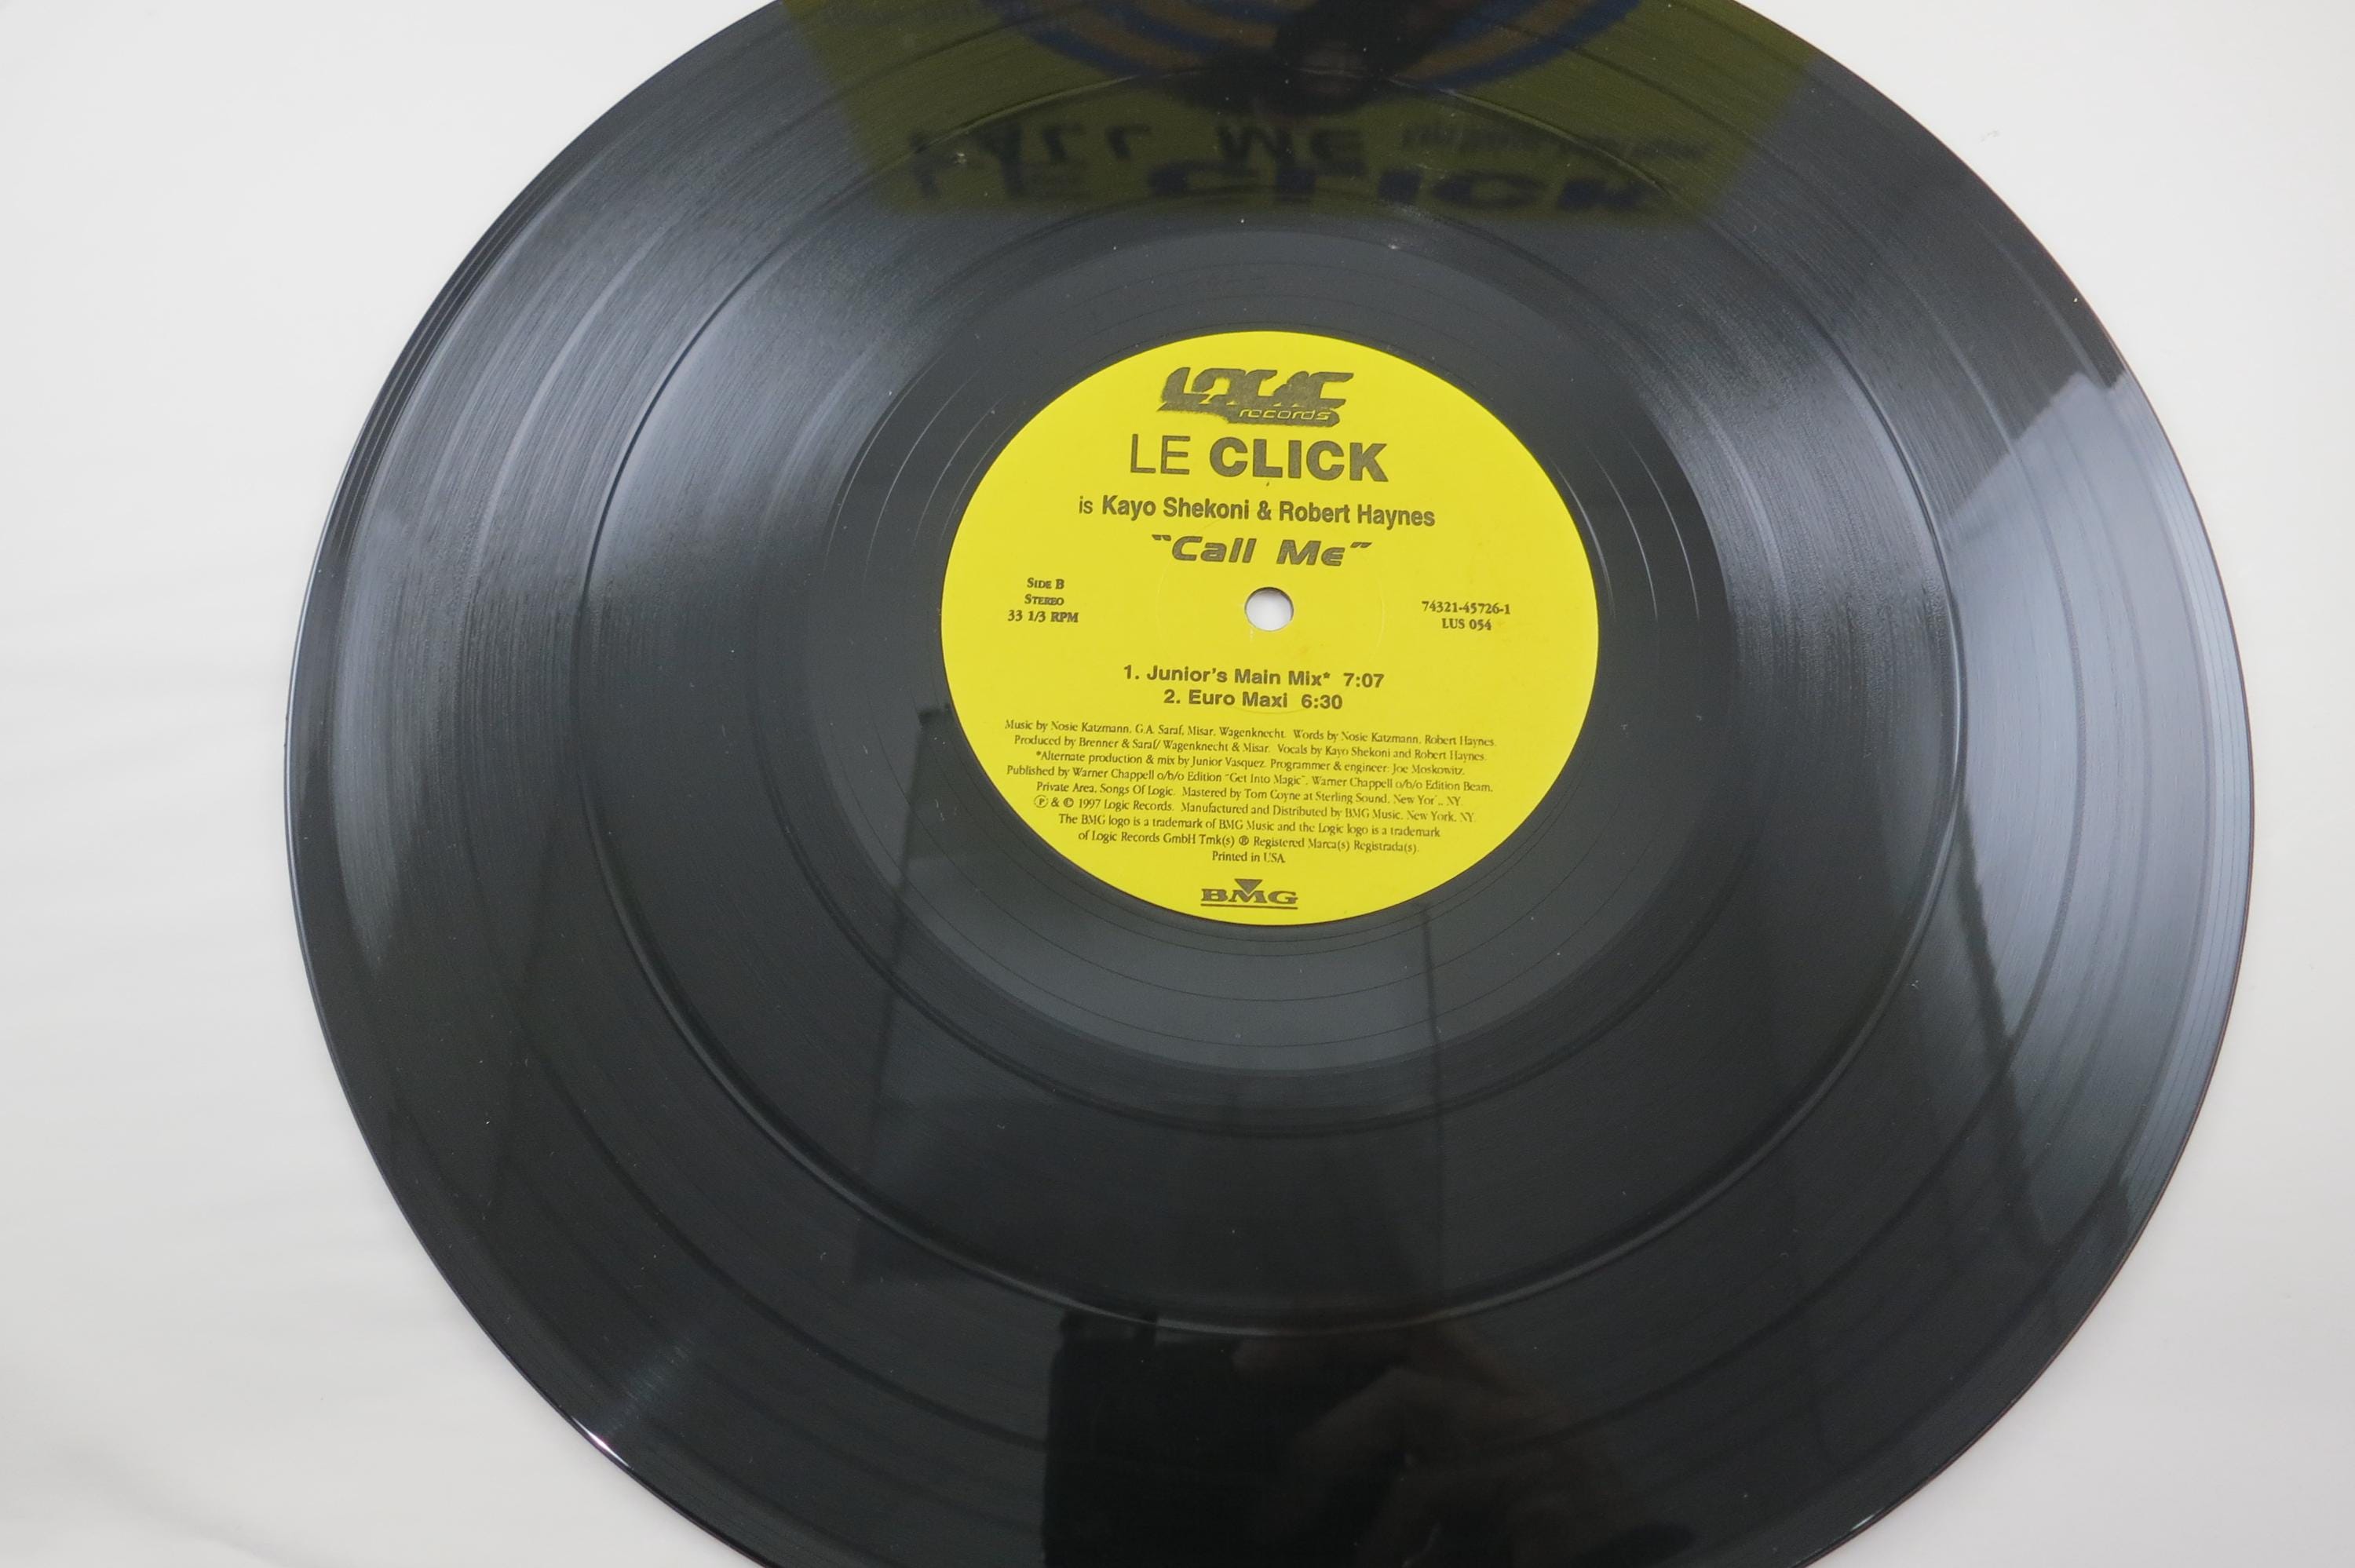 CALL ME
LE CLICK
LOGIC
records
LE CLICK
is Kayo Shekoni & Robert Haynes
"Call Me"
SIDE B
STEREO
33 1/3 RPM
74321-45726-1
LUS 054
1. Junior's Main Mix* 7:07
2. Euro Maxi 6:30
Music by Nosie Katzmann, G.A. Saraf, Misar, Wagenknecht. Words by Nosie Katzmann, Robert Haynes.
Produced by Brenner & Saraf/ Wagenknecht & Misar. Vocals by Kayo Shekoni and Robert Haynes.
*Alternate production & mix by Junior Vasquez. Programmer & engineer: Joe Moskowitz.
Published by Warner Chappell o/b/o Edition "Get Into Magic", Warner Chappell o/b/o Edition Beam,
Private Area, Songs Of Logic. Mastered by Tom Coyne at Sterling Sound, New Yor , NY.
Ⓟ & © 1997 Logic Records. Manufactured and Distributed by BMG Music, New York, NY.
The BMG logo is a trademark of BMG Music and the Logic logo is a trademark
of Logic Records GmbH Tmk(s) ® Registered Marca(s) Registrada(s).
Printed in USA
BMG